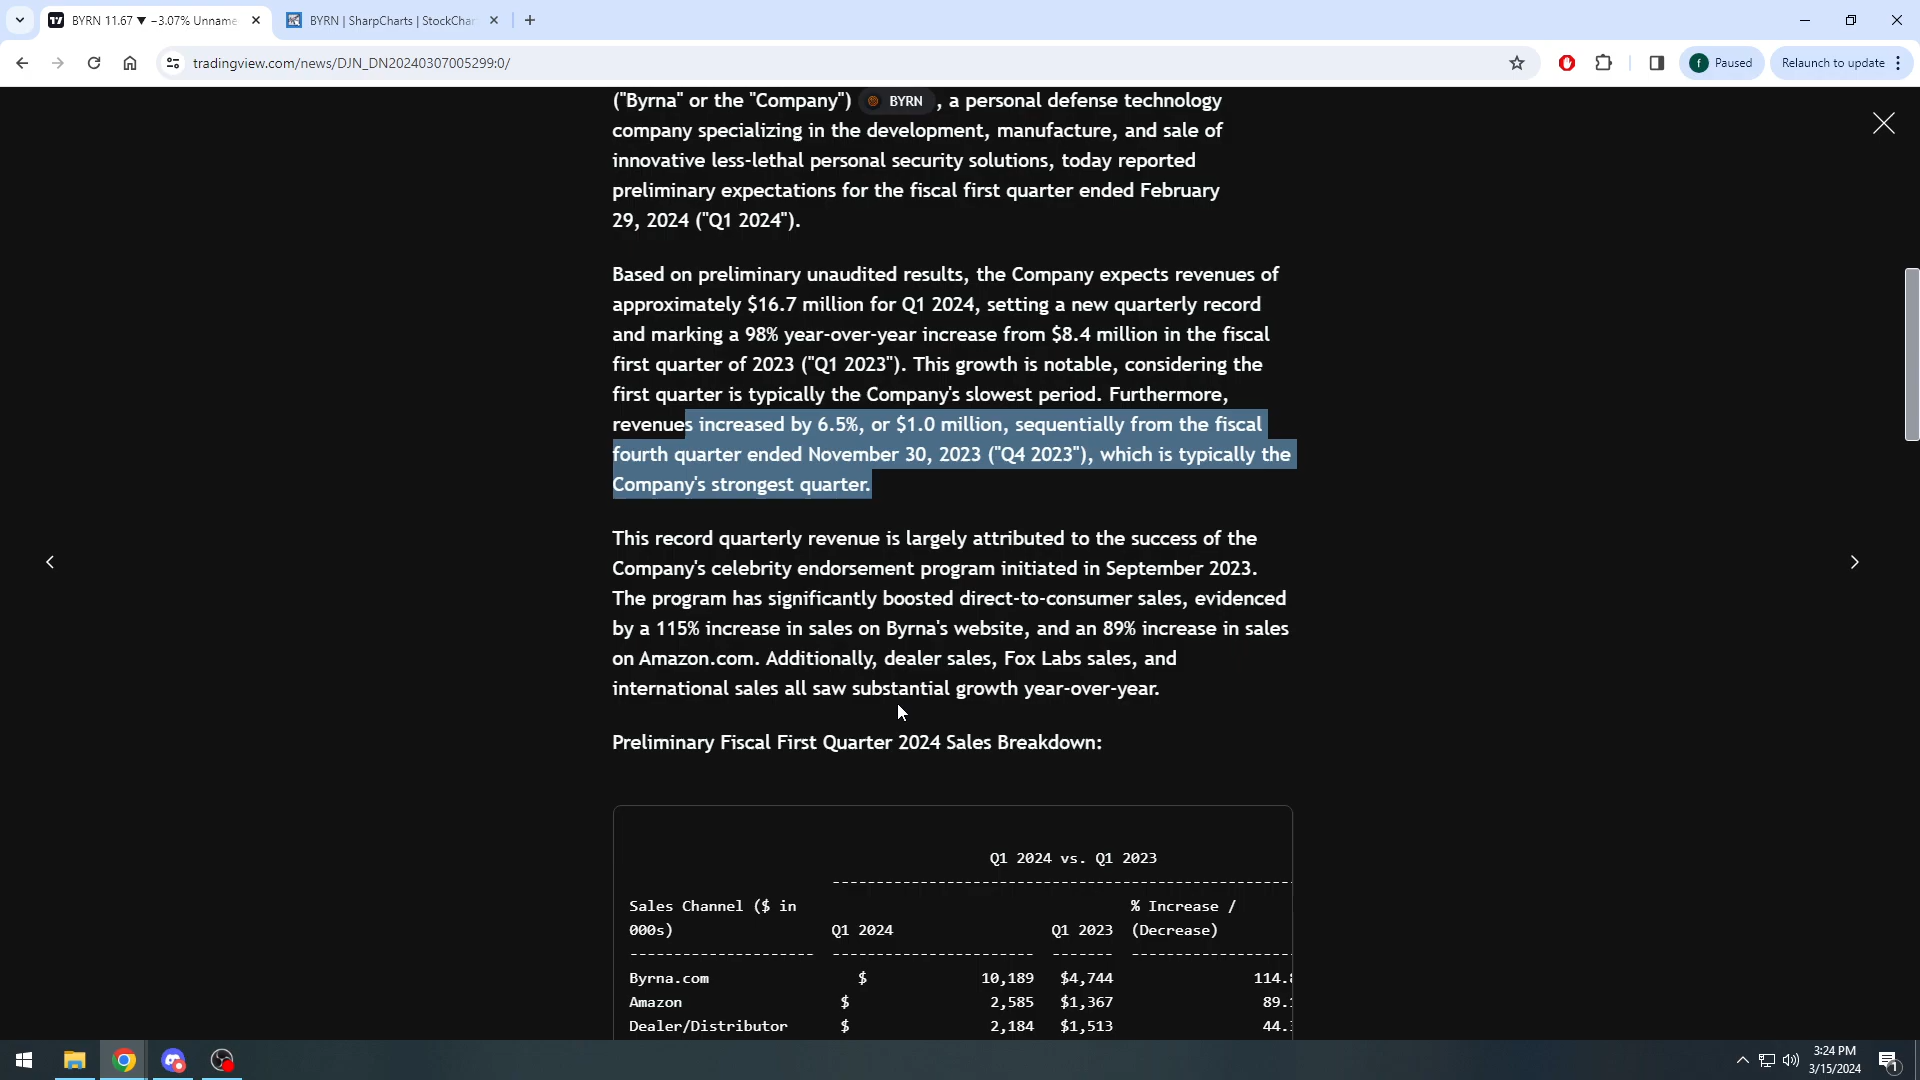 BYRN 11.67 ▼ −3.07% Unname
BYRN | SharpCharts | StockChar
tradingview.com/news/DJN_DN20240307005299:0/
f Paused
Relaunch to update
("Byrna" or the "Company") BYRN , a personal defense technology
company specializing in the development, manufacture, and sale of
innovative less-lethal personal security solutions, today reported
preliminary expectations for the fiscal first quarter ended February
29, 2024 ("Q1 2024").
Based on preliminary unaudited results, the Company expects revenues of
approximately $16.7 million for Q1 2024, setting a new quarterly record
and marking a 98% year-over-year increase from $8.4 million in the fiscal
first quarter of 2023 ("Q1 2023"). This growth is notable, considering the
first quarter is typically the Company's slowest period. Furthermore,
revenues increased by 6.5%, or $1.0 million, sequentially from the fiscal
fourth quarter ended November 30, 2023 ("Q4 2023"), which is typically the
Company's strongest quarter.
This record quarterly revenue is largely attributed to the success of the
Company's celebrity endorsement program initiated in September 2023.
The program has significantly boosted direct-to-consumer sales, evidenced
by a 115% increase in sales on Byrna's website, and an 89% increase in sales
on Amazon.com. Additionally, dealer sales, Fox Labs sales, and
international sales all saw substantial growth year-over-year.
Preliminary Fiscal First Quarter 2024 Sales Breakdown:
Q1 2024 vs. Q1 2023
Sales Channel ($ in % Increase /
000s) Q1 2024 Q1 2023 (Decrease)
Byrna.com $ 10,189 $4,744 114.8
Amazon $ 2,585 $1,367 89.
Dealer/Distributor $ 2,184 $1,513 44.
3:24 PM
3/15/2024
1